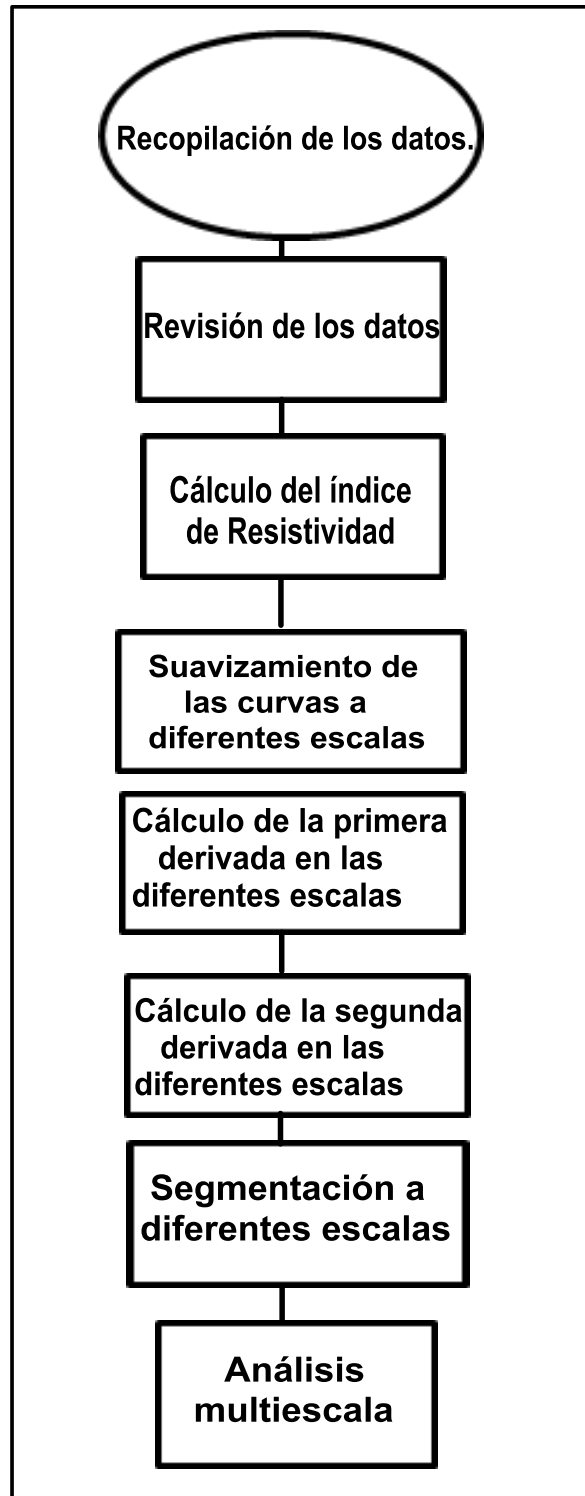 Recopilación de los datos.
Revisión de los datos
Cálculo del índice
de Resistividad
Suavizamiento de
las curvas a
diferentes escalas
Cálculo de la primera
derivada en las
diferentes escalas
Cálculo de la segunda
derivada en las
diferentes escalas
Segmentación a
diferentes escalas
Análisis
multiescala